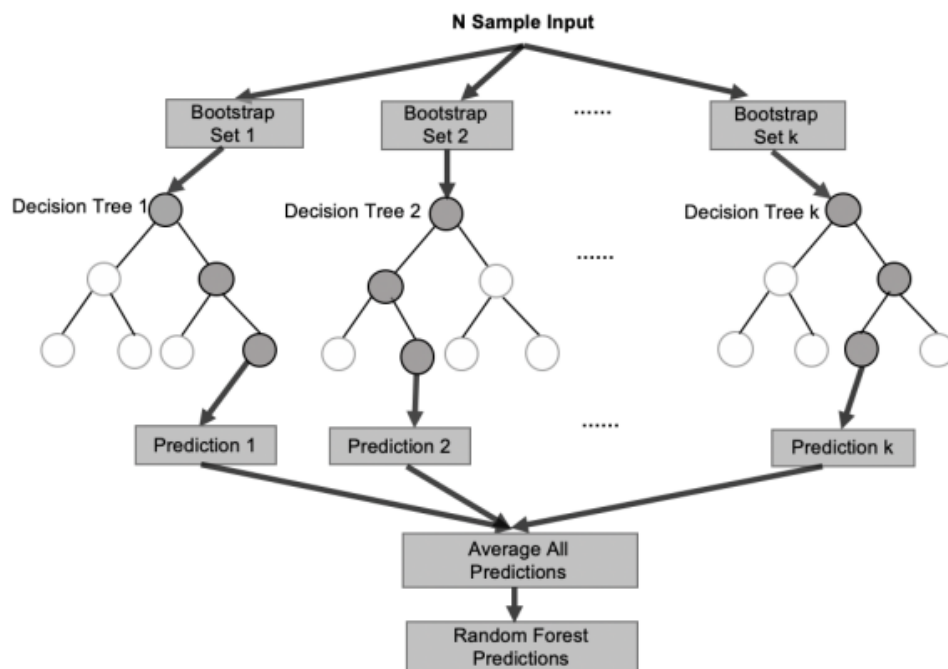 N Sample Input
Bootstrap
Set 1
Bootstrap
Set 2
......
Bootstrap
Set k
Decision Tree 1
Decision Tree 2
Decision Tree k
......
Prediction 1
Prediction 2
......
Prediction k
Average All
Predictions
Random Forest
Predictions